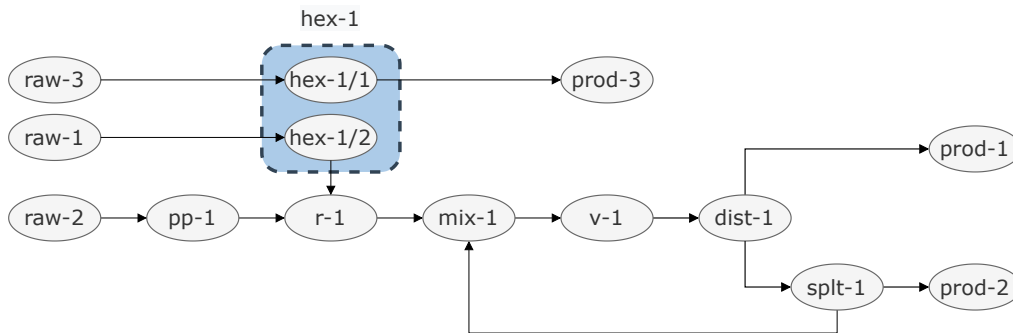 hex-1
raw-3
hex-1/1
prod-3
raw-1
hex-1/2
prod-1
raw-2
pp-1
r-1
mix-1
v-1
dist-1
splt-1
prod-2